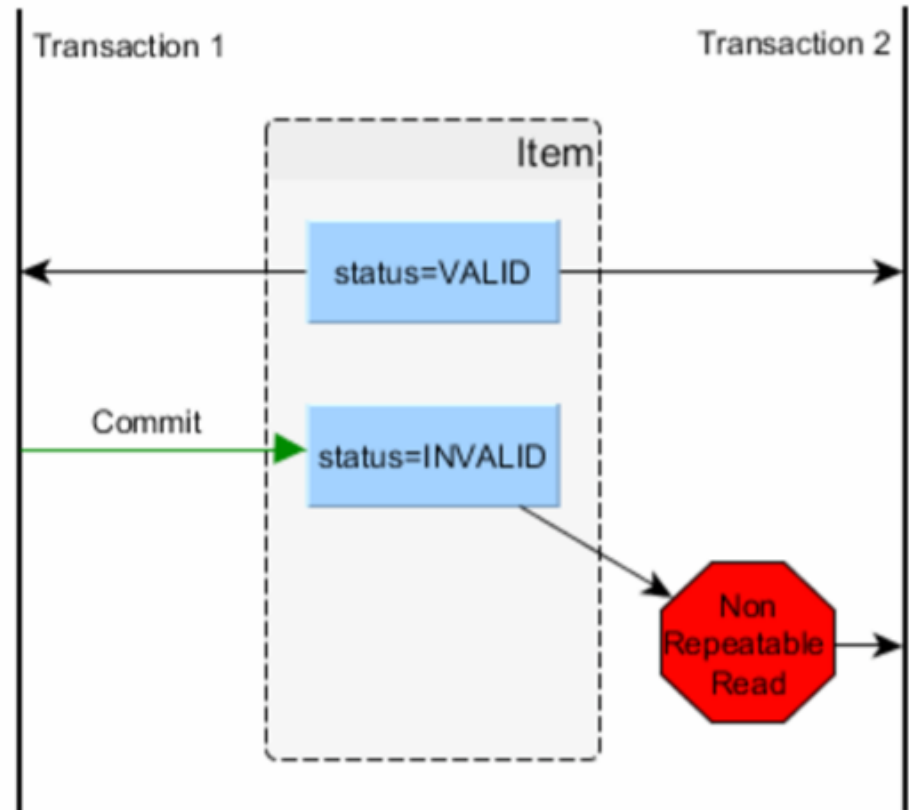 Transaction 1
Transaction 2
Item
status=VALID
Commit
status=INVALID
Non
Repeatable
Read